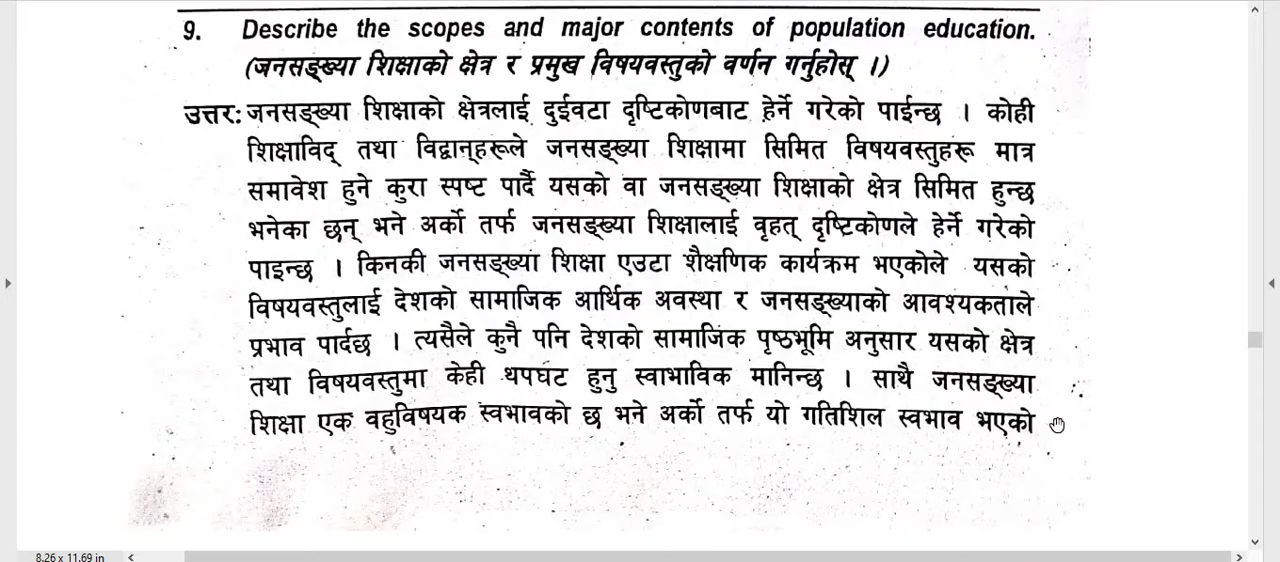 9. Describe the scopes and major contents of population education.
(जनसङ्ख्या शिक्षाको क्षेत्र र प्रमुख विषयवस्तुको वर्णन गर्नुहोस् ।)
उत्तर: जनसङ्ख्या शिक्षाको क्षेत्रलाई दुईवटा दृष्टिकोणबाट हेर्ने गरेको पाईन्छ । कोही
शिक्षाविद् तथा विद्वान्हरूले जनसङ्ख्या शिक्षामा सिमित विषयवस्तुहरू मात्र
समावेश हुने कुरा स्पष्ट पार्दै यसको वा जनसङ्ख्या शिक्षाको क्षेत्र सिमित हुन्छ
भनेका छन् भने अर्को तर्फ जनसङ्ख्या शिक्षालाई वृहत् दृष्टिकोणले हेर्ने गरेको
पाइन्छ । किनकी जनसङ्ख्या शिक्षा एउटा शैक्षणिक कार्यक्रम भएकोले यसको
विषयवस्तुलाई देशको सामाजिक आर्थिक अवस्था र जनसङ्ख्याको आवश्यकताले
प्रभाव पार्दछ । त्यसैले कुनै पनि देशको सामाजिक पृष्ठभूमि अनुसार यसको क्षेत्र
तथा विषयवस्तुमा केही थपघट हुनु स्वाभाविक मानिन्छ । साथै जनसङ्ख्या
शिक्षा एक वहुविषयक स्वभावको छ भने अर्को तर्फ यो गतिशिल स्वभाव भएको
8.26 x 11.69 in